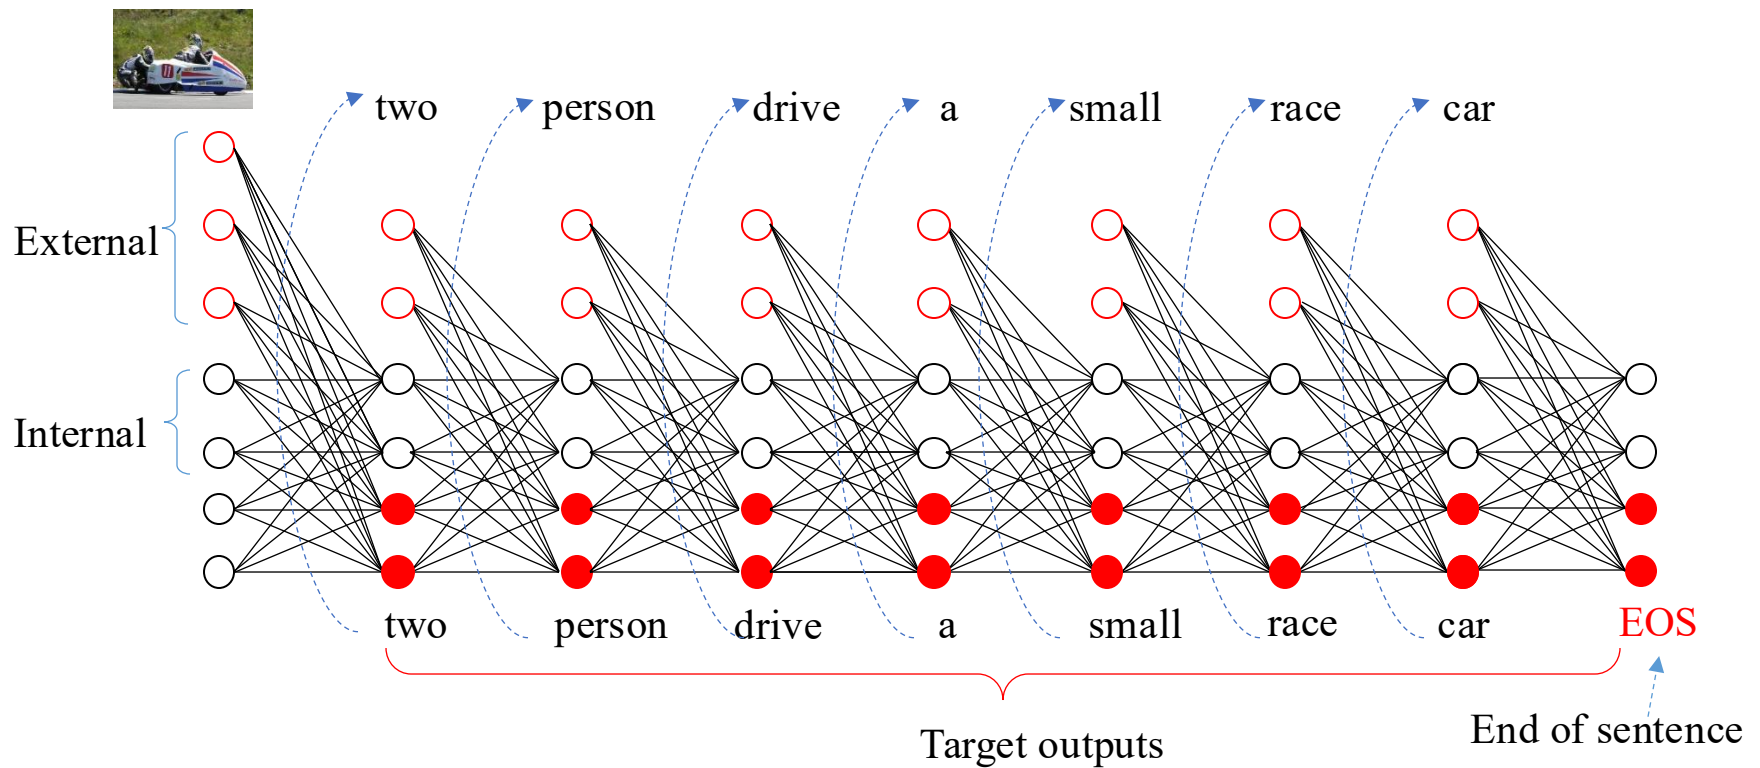 two person drive a small race car
External
Internal
two person drive a small race car EOS
Target outputs
End of sentence